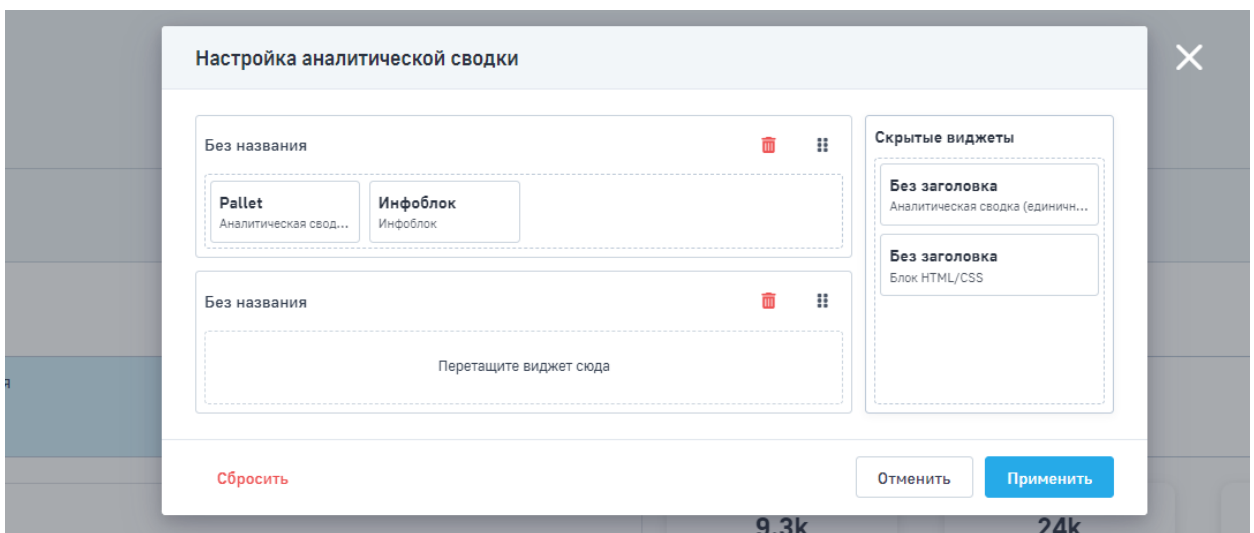 Настройка аналитической сводки
Без названия
Pallet
Аналитическая свод...
Инфоблок
Инфоблок
Без названия
Перетащите виджет сюда
Скрытые виджеты
Без заголовка
Аналитическая сводка (единичн...
Без заголовка
Блок HTML/CSS
я
Сбросить
Отменить
Применить
9.3k
24k